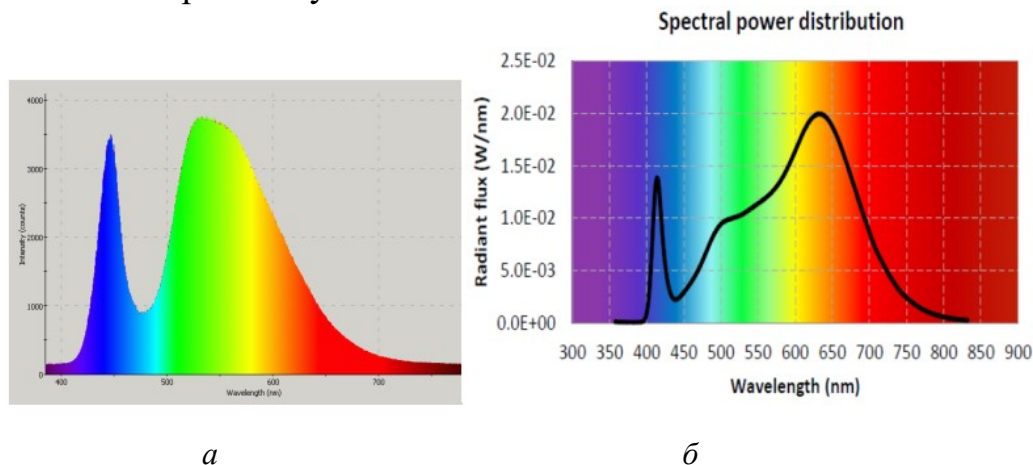 Spectral power distribution
4000
3000
2000
1000
0
Intensity (counts)
400 500 600 700
Wavelength (nm)
2.5E-02
2.0E-02
1.5E-02
1.0E-02
5.0E-03
0.0E+00
Radiant flux (W/nm)
300 350 400 450 500 550 600 650 700 750 800 850 900
Wavelength (nm)
а б